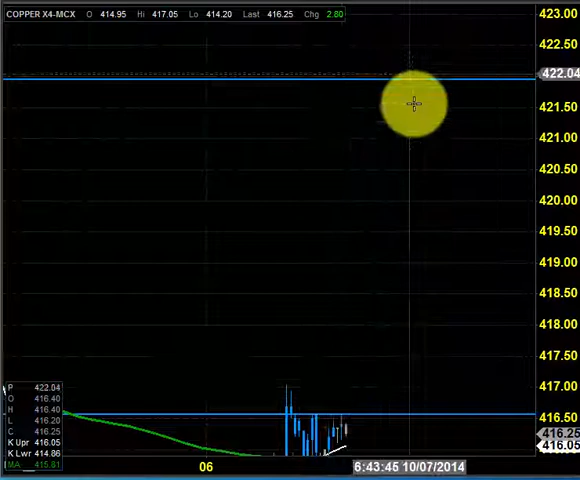 COPPER X4-MCX O 414.95 Hi 417.05 Lo 414.20 Last 416.25 Chg 2.80
423.00
422.50
422.04
421.50
421.00
420.50
420.00
419.50
419.00
418.50
418.00
417.50
417.00
416.50
416.25
416.05
P 422.04
O 416.40
H 416.40
L 416.20
C 416.25
K Upr 416.05
K Lwr 414.86
MA 415.61
06
6:43:45 10/07/2014